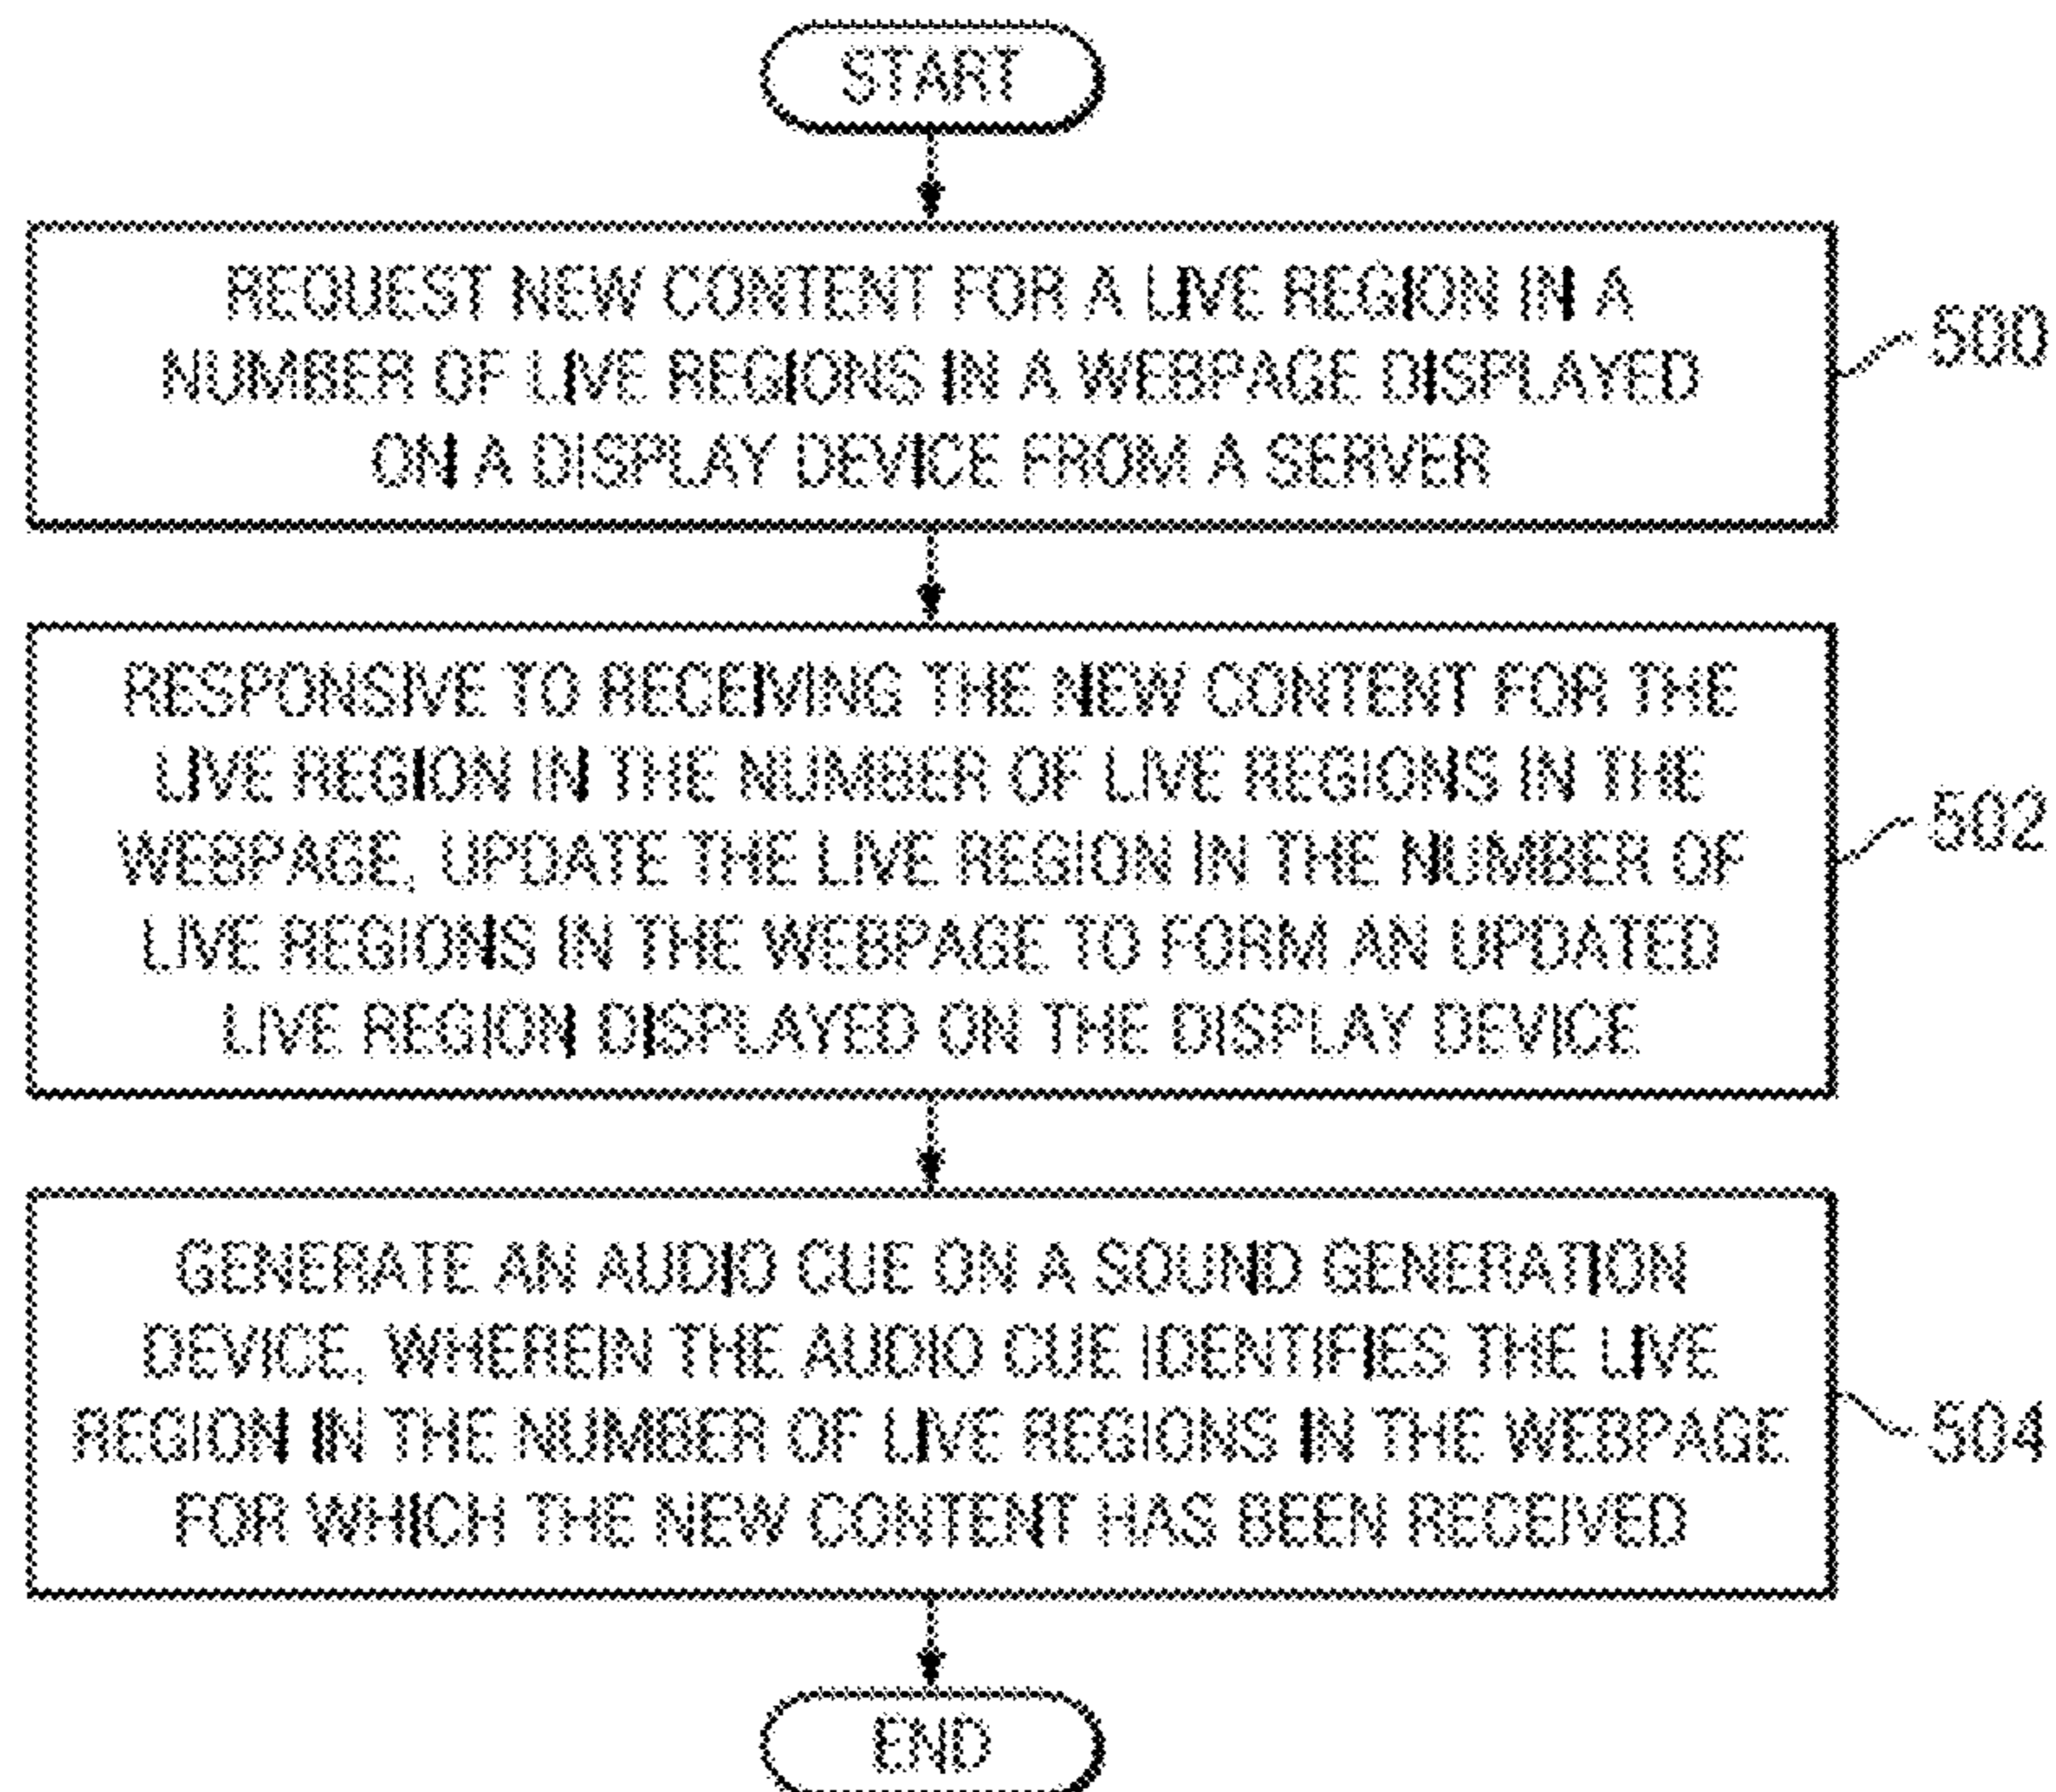 START
REQUEST NEW CONTENT FOR A LIVE REGION IN A
NUMBER OF LIVE REGIONS IN A WEBPAGE DISPLAYED
ON A DISPLAY DEVICE FROM A SERVER
500
RESPONSIVE TO RECEIVING THE NEW CONTENT FOR THE
LIVE REGION IN THE NUMBER OF LIVE REGIONS IN THE
WEBPAGE, UPDATE THE LIVE REGION IN THE NUMBER OF
LIVE REGIONS IN THE WEBPAGE TO FORM AN UPDATED
LIVE REGION DISPLAYED ON THE DISPLAY DEVICE
502
GENERATE AN AUDIO CUE ON A SOUND GENERATION
DEVICE, WHEREIN THE AUDIO CUE IDENTIFIES THE LIVE
REGION IN THE NUMBER OF LIVE REGIONS IN THE WEBPAGE
FOR WHICH THE NEW CONTENT HAS BEEN RECEIVED
504
END